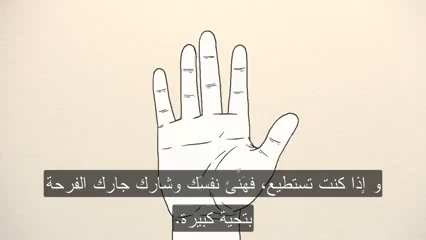 و إذا كنت تستطيع، فهنئ نفسك وشارك جارك الفرحة
بتحية كبيرة.